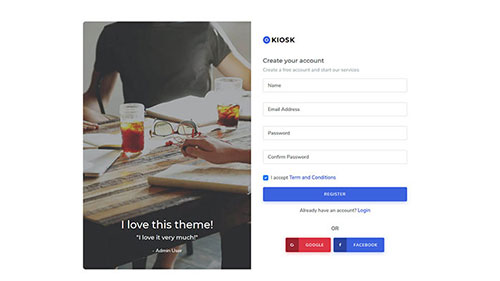 KIOSK
Create your account
Create a free account and start our services
Name
Email Address
Password
Confirm Password
I accept Term and Conditions
REGISTER
Already have an account? Login
OR
G GOOGLE
f FACEBOOK
I love this theme!
"I love it very much!"
- Admin User